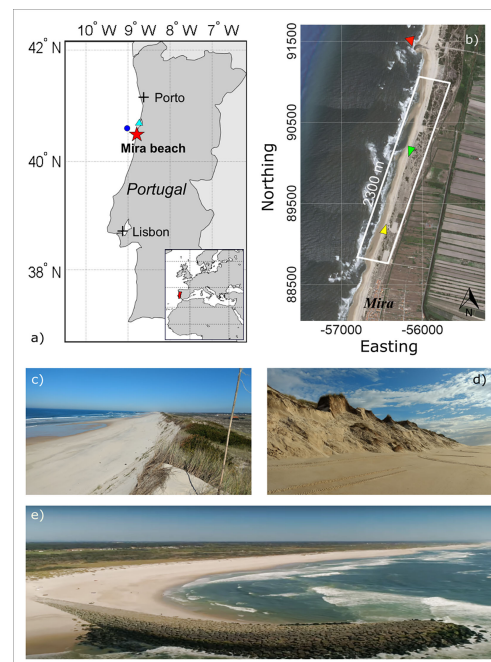 10° W 9° W 8° W 7° W
42° N
Porto
Mira beach
40° N
Portugal
Lisbon
38° N
a)
b)
91500
90500
89500
88500
Northing
2300 m
Mira
N
-57000 -56000
Easting
c)
d)
e)